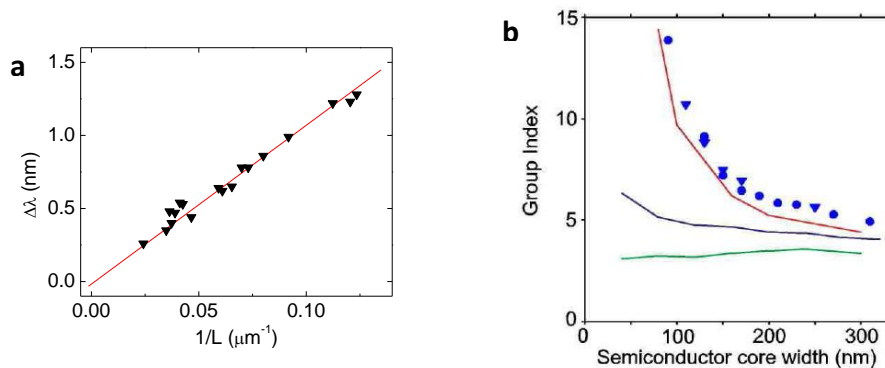 a
1.5
1.0
0.5
0.0
Δλ (nm)
0.00
0.05
0.10
1/L (μm⁻¹)
b
15
10
5
0
Group Index
0
100
200
300
Semiconductor core width (nm)